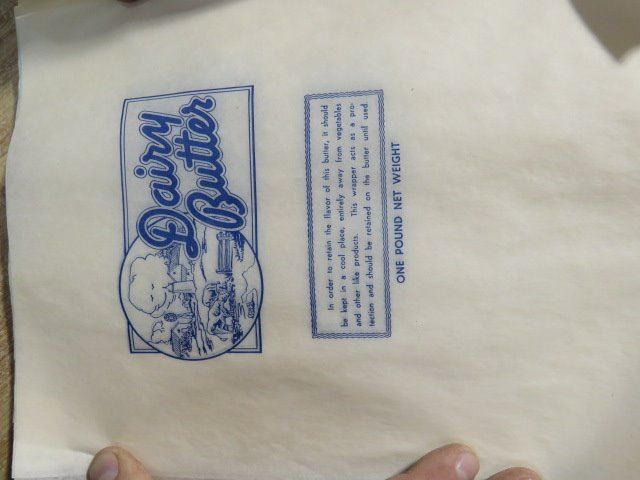 Dairy
Butter
In order to retain the flavor of this butter, it should
be kept in a cool place, entirely away from vegetables
and other like products. This wrapper acts as a pro-
tection and should be retained on the butter until used.
ONE POUND NET WEIGHT